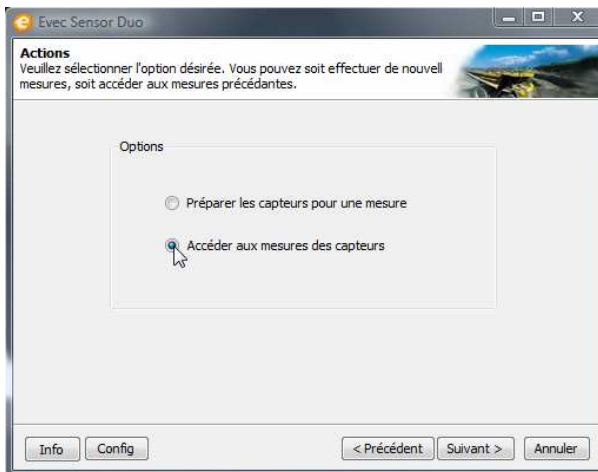 Evec Sensor Duo
Actions
Veuillez sélectionner l'option désirée. Vous pouvez soit effectuer de nouvell
mesures, soit accéder aux mesures précédantes.
Options
Préparer les capteurs pour une mesure
Accéder aux mesures des capteurs
Info
Config
< Précédent
Suivant >
Annuler